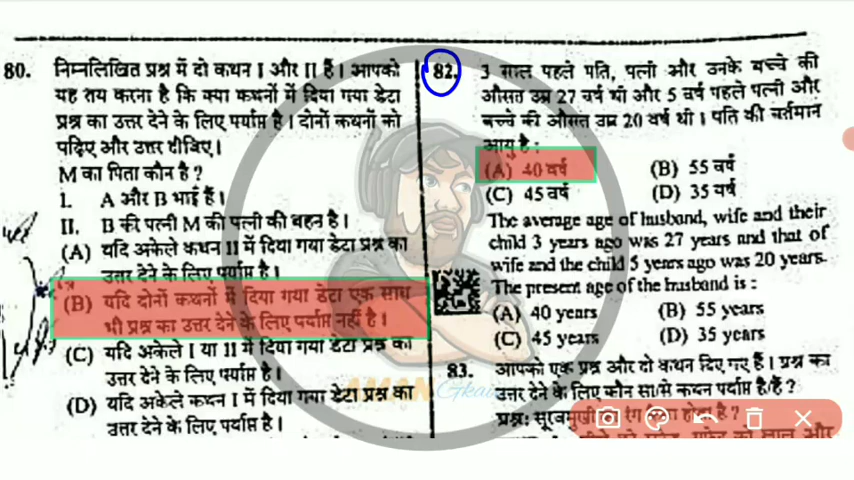 80. निम्नलिखित प्रश्न में दो कथन I और II हैं। आपको
यह तय करना है कि क्या कथनों में दिया गया डेटा
प्रश्न का उत्तर देने के लिए पर्याप्त है। दोनों कथनों को
पढ़िए और उत्तर दीजिए।
M का पिता कौन है ?
I. A और B भाई हैं।
II. B की पत्नी M की पत्नी की बहन है।
(A) यदि अकेले कथन II में दिया गया डेटा प्रश्न का
उत्तर देने के लिए पर्याप्त है।
(B) यदि दोनों कथनों में दिया गया डेटा एक साथ
भी प्रश्न का उत्तर देने के लिए पर्याप्त नहीं है।
(C) यदि अकेले I या II में दिया गया डेटा प्रश्न का
उत्तर देने के लिए पर्याप्त है।
(D) यदि अकेले कथन I में दिया गया डेटा प्रश्न का
उत्तर देने के लिए पर्याप्त है।
82. 3 साल पहले पति, पत्नी और उनके बच्चे की
औसत उम्र 27 वर्ष थी और 5 वर्ष पहले पत्नी और
बच्चे की औसत उम्र 20 वर्ष थी। पति की वर्तमान
आयु है :
(A) 40 वर्ष (B) 55 वर्ष
(C) 45 वर्ष (D) 35 वर्ष
The average age of husband, wife and their
child 3 years ago was 27 years and that of
wife and the child 5 years ago was 20 years.
The present age of the husband is :
(A) 40 years (B) 55 years
(C) 45 years (D) 35 years
83. आपको एक प्रश्न और दो कथन दिए गए हैं। प्रश्न का
उत्तर देने के लिए कौन सा/से कथन पर्याप्त है/हैं ?
प्रश्न: सूरजमुखी रंग होता है ?
AMAN Gkai